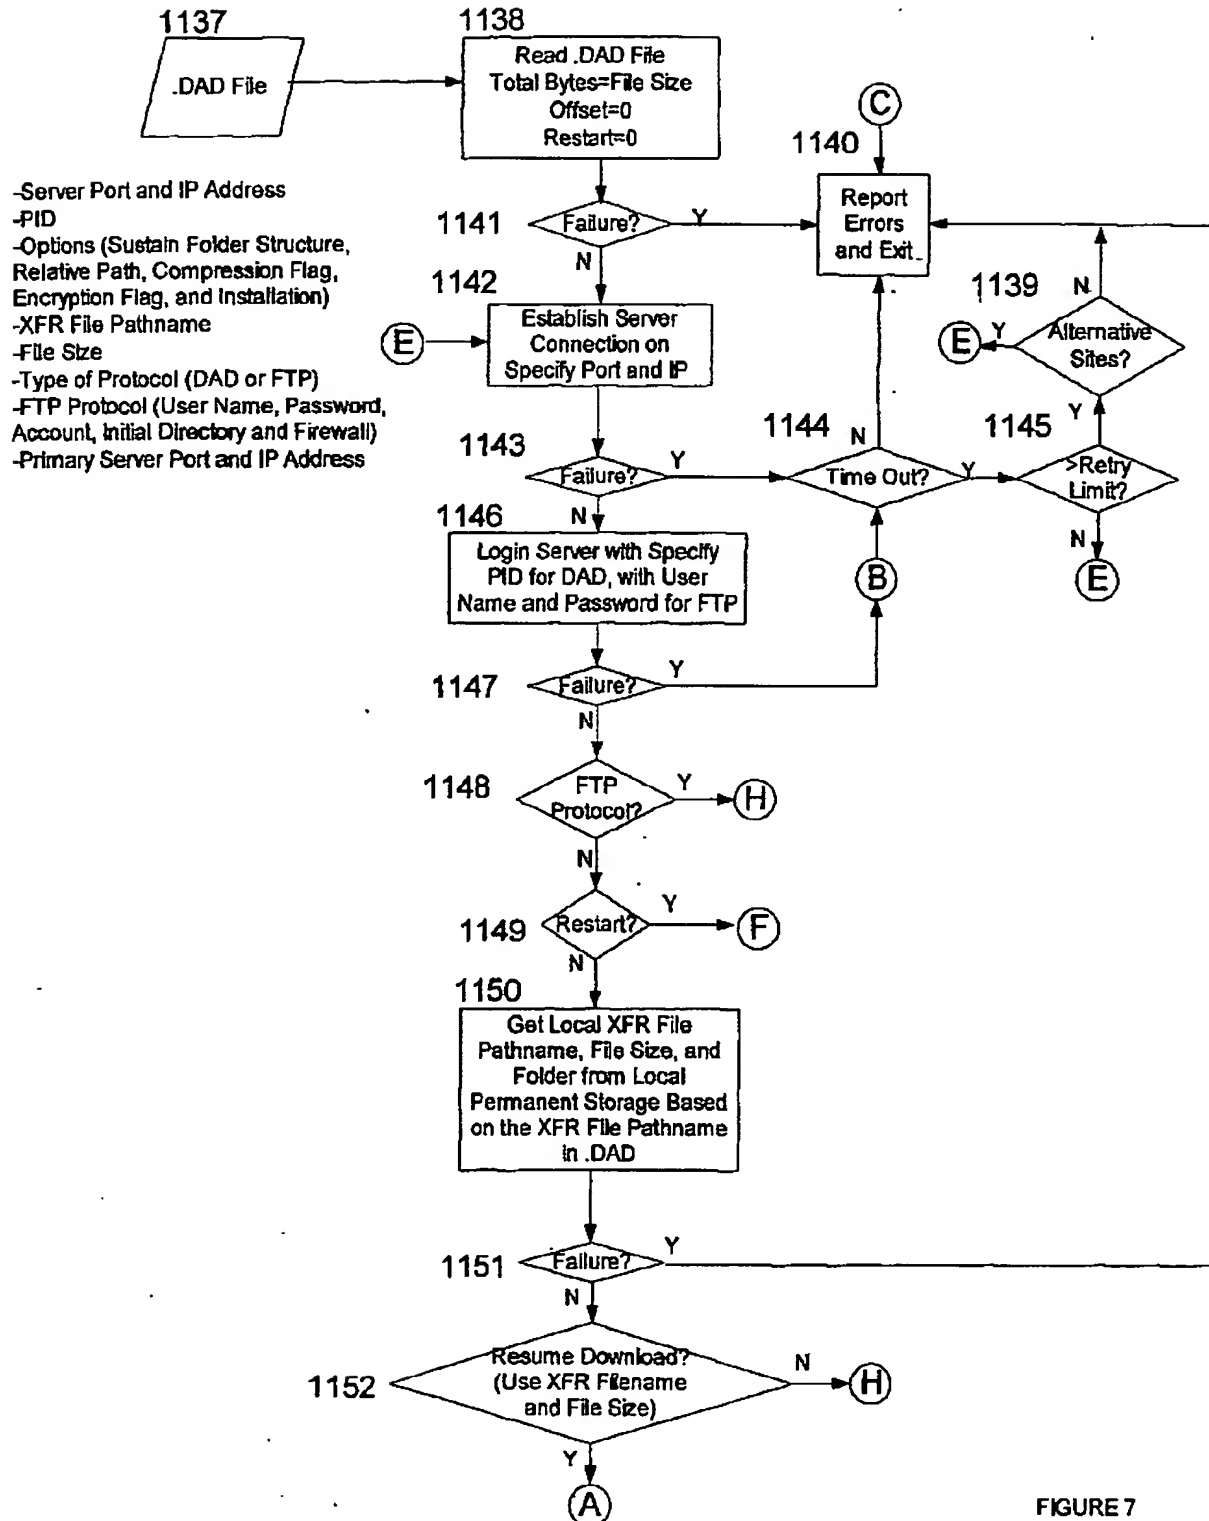 1137
.DAD File
1138
Read .DAD File
Total Bytes=File Size
Offset=0
Restart=0
-Server Port and IP Address
-PID
-Options (Sustain Folder Structure,
Relative Path, Compression Flag,
Encryption Flag, and Installation)
-XFR File Pathname
-File Size
-Type of Protocol (DAD or FTP)
-FTP Protocol (User Name, Password,
Account, Initial Directory and Firewall)
-Primary Server Port and IP Address
C
1140
Report
Errors
and Exit
1141
Failure?
Y
N
1142
E
Establish Server
Connection on
Specify Port and IP
1139
N
Y
E
Alternative
Sites?
1143
Failure?
Y
N
1144
N
Time Out?
Y
1145
Y
>Retry
Limit?
N
E
1146
Login Server with Specify
PID for DAD, with User
Name and Password for FTP
B
1147
Failure?
Y
N
1148
FTP
Protocol?
Y
H
N
1149
Restart?
Y
F
N
1150
Get Local XFR File
Pathname, File Size, and
Folder from Local
Permanent Storage Based
on the XFR File Pathname
in .DAD
1151
Failure?
Y
N
1152
Resume Download?
(Use XFR Filename
and File Size)
N
H
Y
A
FIGURE 7